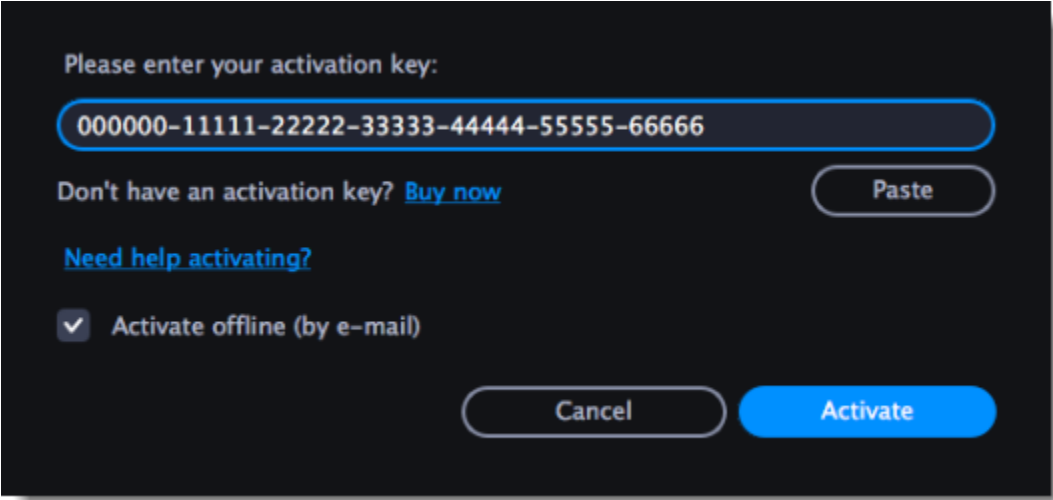 Please enter your activation key:
000000-11111-22222-33333-44444-55555-66666
Don't have an activation key? Buy now
Paste
Need help activating?
Activate offline (by e-mail)
Cancel
Activate